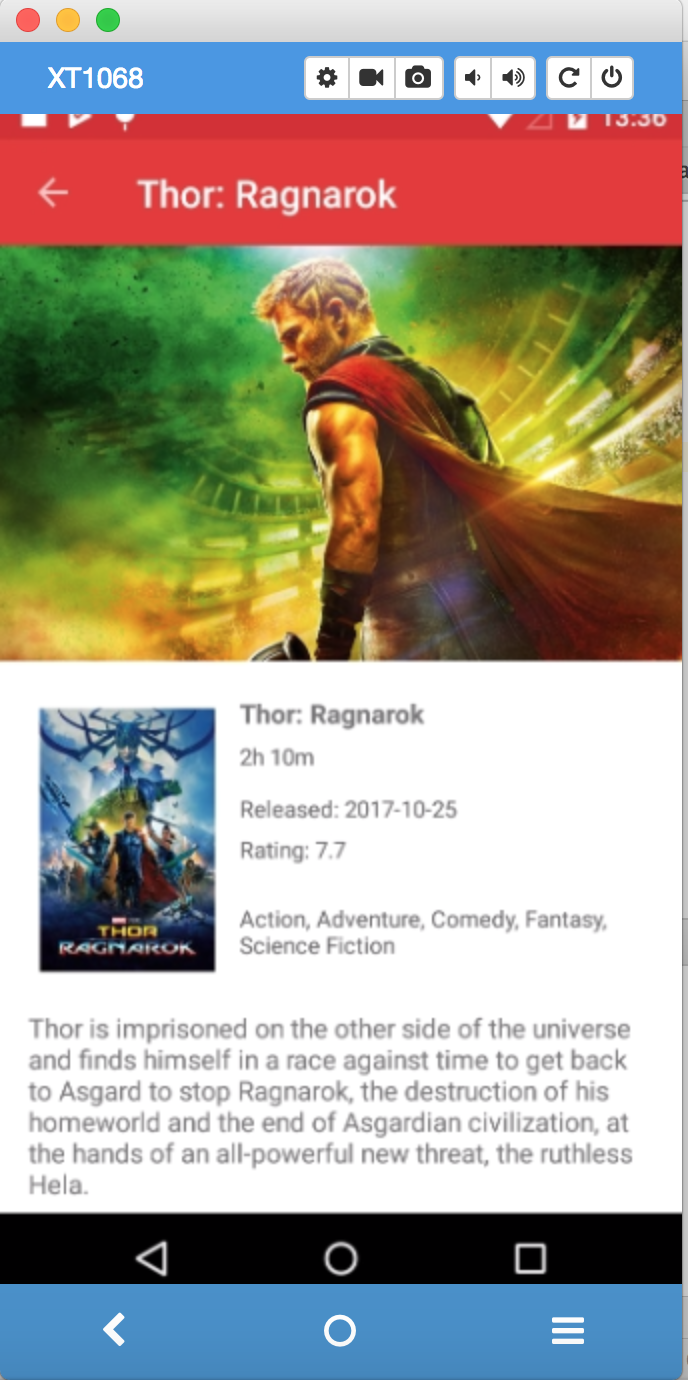 XT1068
13:36
Thor: Ragnarok
Thor: Ragnarok
2h 10m
Released: 2017-10-25
Rating: 7.7
Action, Adventure, Comedy, Fantasy,
Science Fiction
THOR
RAGNAROK
Thor is imprisoned on the other side of the universe
and finds himself in a race against time to get back
to Asgard to stop Ragnarok, the destruction of his
homeworld and the end of Asgardian civilization, at
the hands of an all-powerful new threat, the ruthless
Hela.